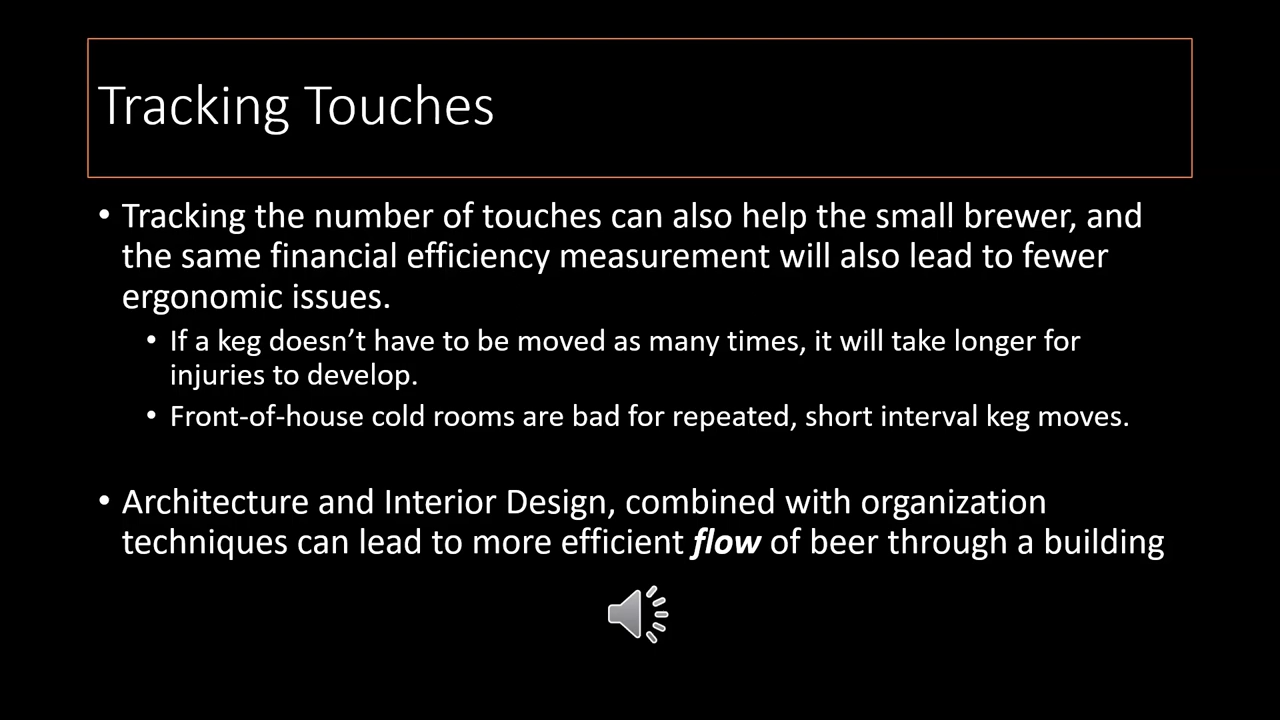 Tracking Touches
• Tracking the number of touches can also help the small brewer, and
the same financial efficiency measurement will also lead to fewer
ergonomic issues.
• If a keg doesn’t have to be moved as many times, it will take longer for
injuries to develop.
• Front-of-house cold rooms are bad for repeated, short interval keg moves.
• Architecture and Interior Design, combined with organization
techniques can lead to more efficient flow of beer through a building